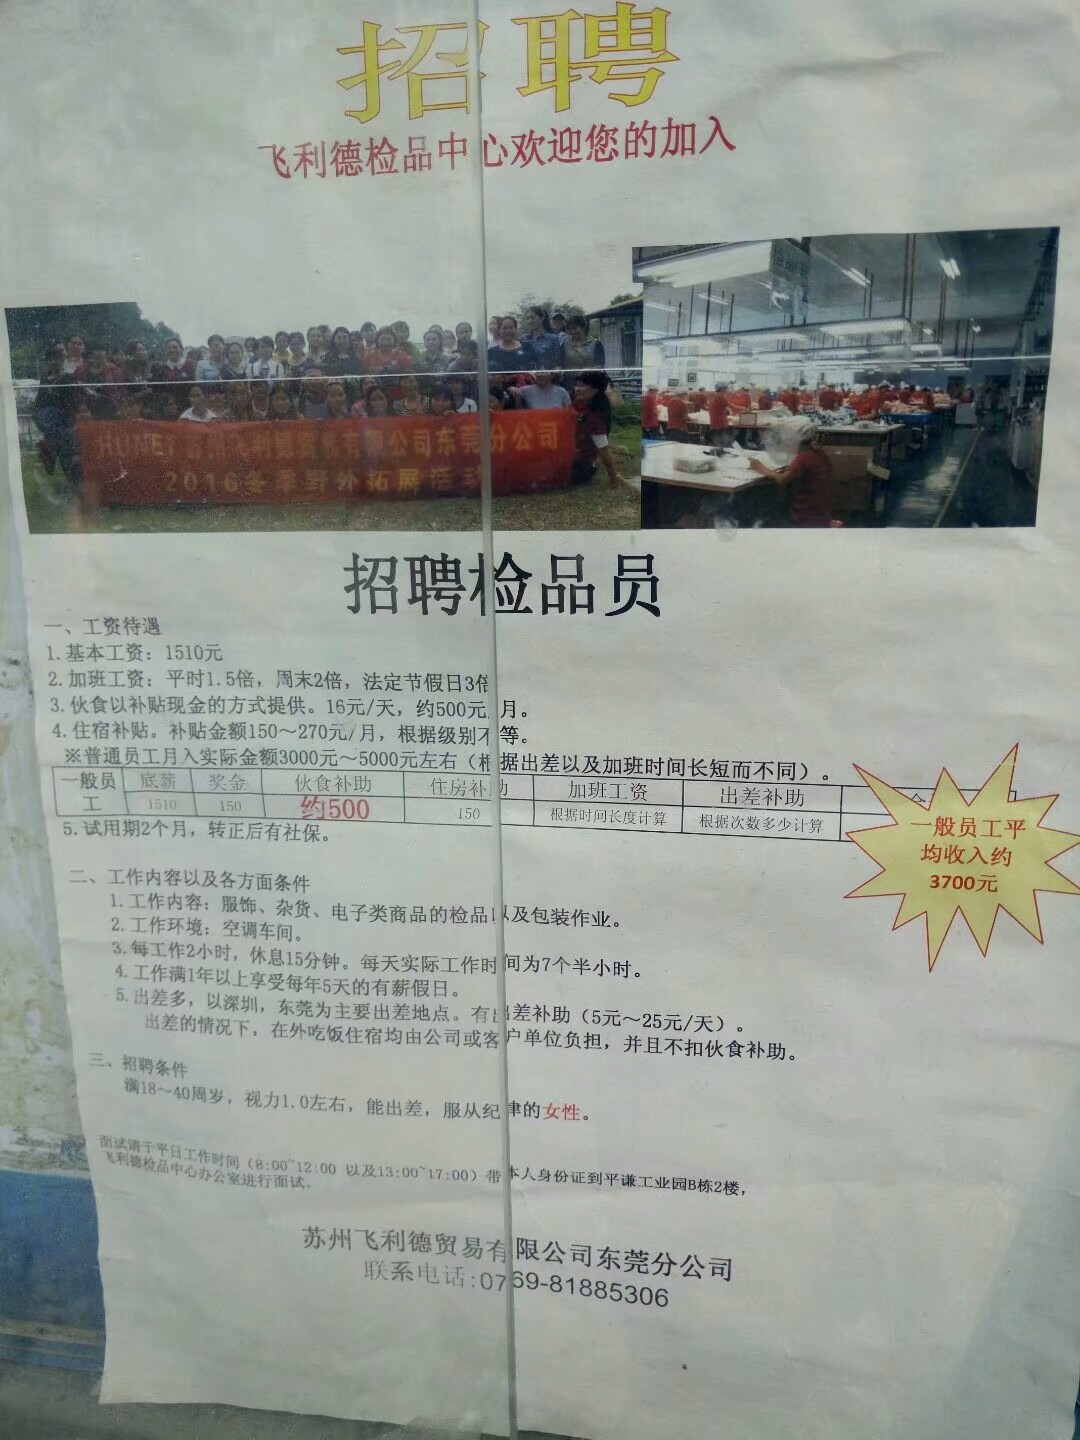 招聘
飞利德检品中心欢迎您的加入
飞利德贸易有限公司东莞分公司
2016冬季野外拓展活动
招聘检品员
一、工资待遇
1.基本工资：1510元
2.加班工资：平时1.5倍，周末2倍，法定节假日3倍
3.伙食以补贴现金的方式提供。16元/天，约500元/月。
4.住宿补贴。补贴金额150～270元/月，根据级别不等。
※普通员工月入实际金额3000元～5000元左右（根据出差以及加班时间长短而不同）。
一般员工 底薪 奖金 伙食补助 住房补助 加班工资 出差补助
1510 150 约500 150 根据时间长度计算 根据次数多少计算
一般员工平
均收入约
3700元
5.试用期2个月，转正后有社保。
二、工作内容以及各方面条件
1.工作内容：服饰、杂货、电子类商品的检品以及包装作业。
2.工作环境：空调车间。
3.每工作2小时，休息15分钟。每天实际工作时间为7个半小时。
4.工作满1年以上享受每年5天的有薪假日。
5.出差多，以深圳，东莞为主要出差地点。有出差补助（5元～25元/天）。
出差的情况下，在外吃饭住宿均由公司或客户单位负担，并且不扣伙食补助。
三、招聘条件
满18～40周岁，视力1.0左右，能出差，服从纪律的女性。
面试请于平日工作时间（8:00~12:00 以及13:00~17:00）带本人身份证到平谦工业园B栋2楼，
飞利德检品中心办公室进行面试。
苏州飞利德贸易有限公司东莞分公司
联系电话:0769-81885306